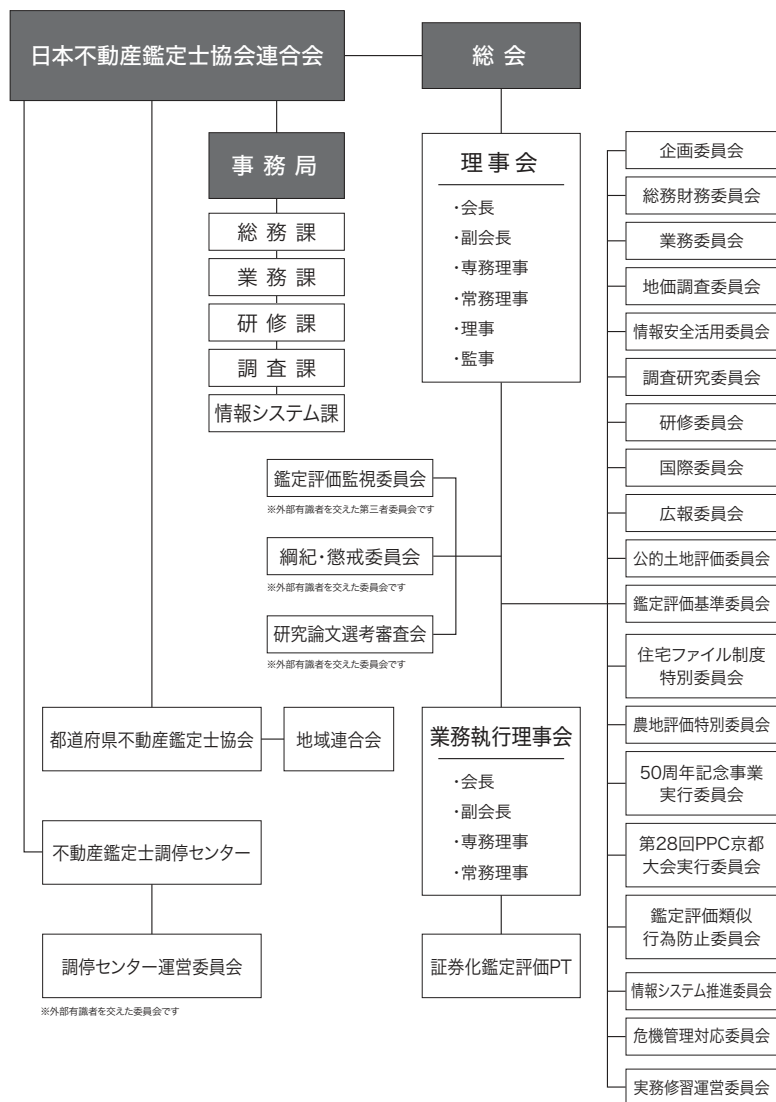 日本不動産鑑定士協会連合会
総会
事務局
総務課
業務課
研修課
調査課
情報システム課
理事会
・会長
・副会長
・専務理事
・常務理事
・理事
・監事
鑑定評価監視委員会
※外部有識者を交えた第三者委員会です
綱紀・懲戒委員会
※外部有識者を交えた委員会です
研究論文選考審査会
※外部有識者を交えた委員会です
都道府県不動産鑑定士協会
地域連合会
不動産鑑定士調停センター
調停センター運営委員会
※外部有識者を交えた委員会です
業務執行理事会
・会長
・副会長
・専務理事
・常務理事
証券化鑑定評価PT
企画委員会
総務財務委員会
業務委員会
地価調査委員会
情報安全活用委員会
調査研究委員会
研修委員会
国際委員会
広報委員会
公的土地評価委員会
鑑定評価基準委員会
住宅ファイル制度
特別委員会
農地評価特別委員会
50周年記念事業
実行委員会
第28回PPC京都
大会実行委員会
鑑定評価類似
行為防止委員会
情報システム推進委員会
危機管理対応委員会
実務修習運営委員会